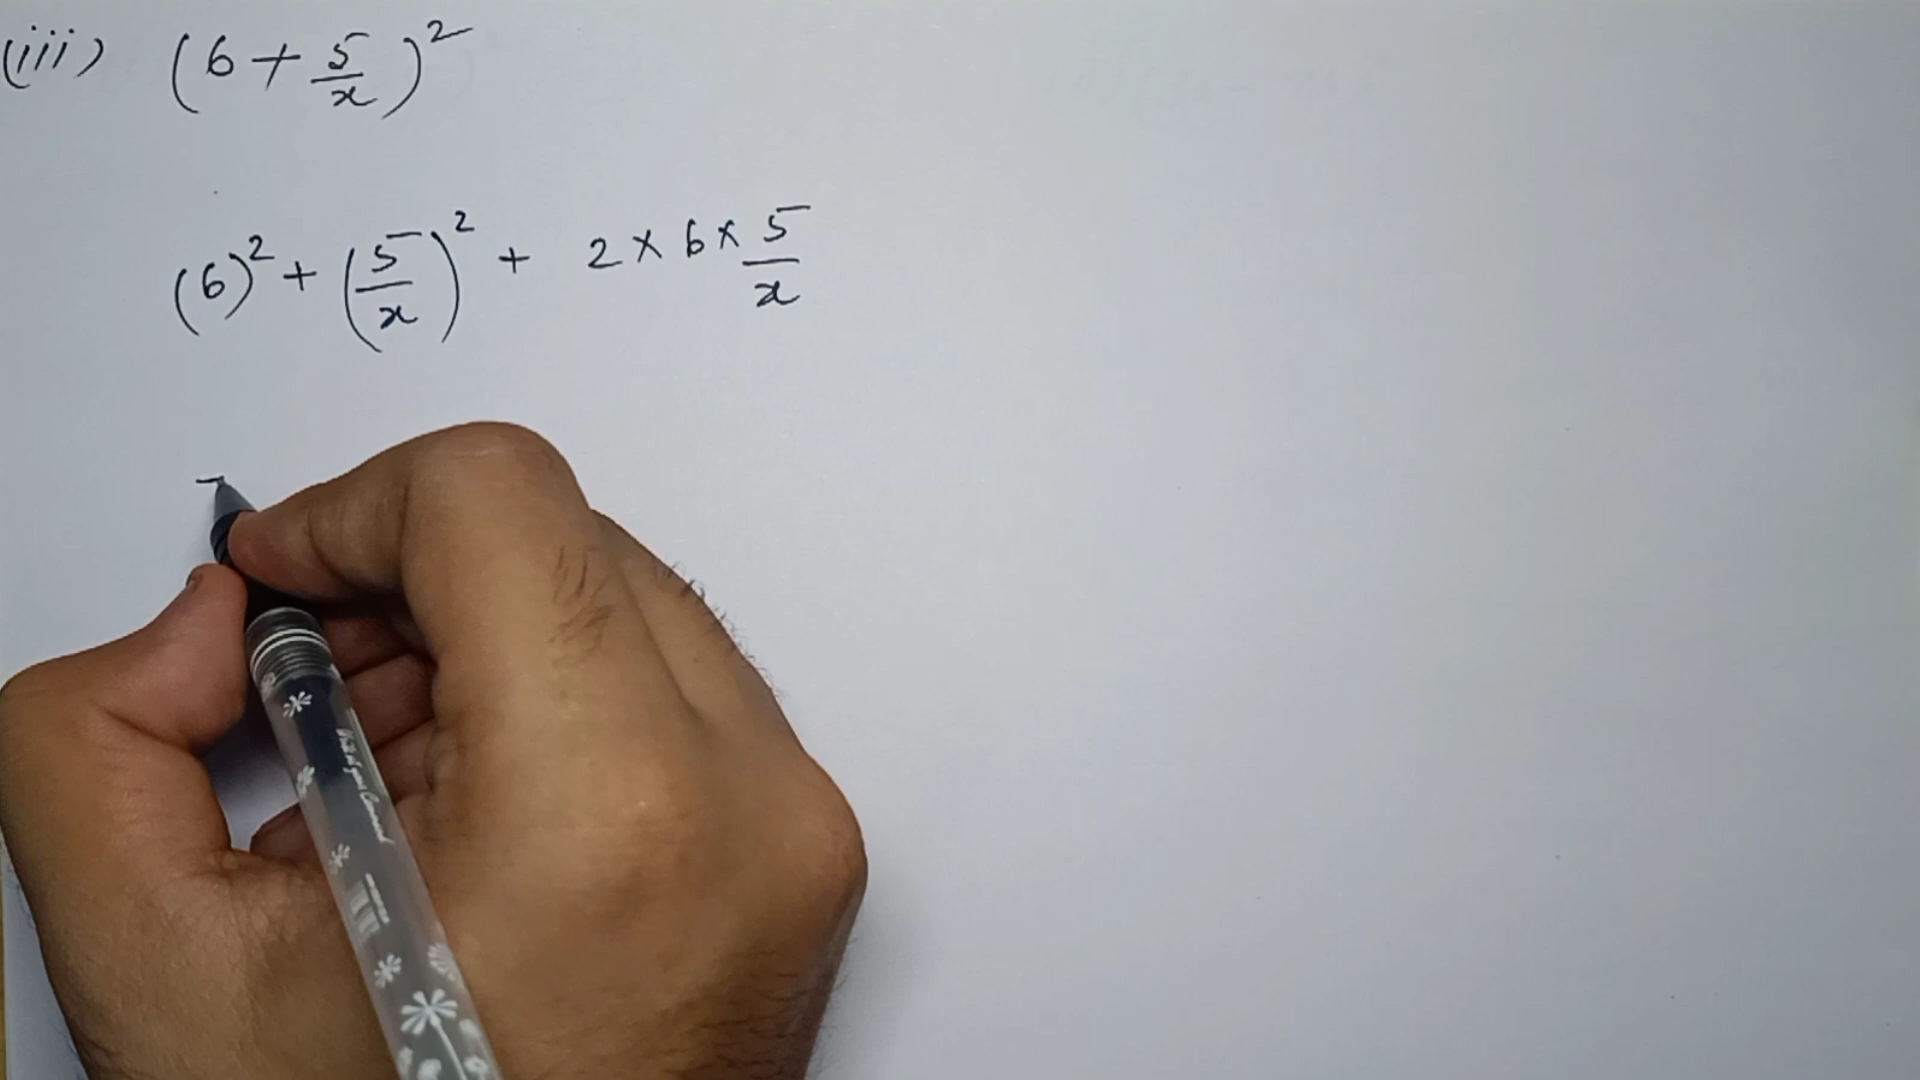 (iii) (6 + 5/x)²
(6)² + (5/x)² + 2 × 6 × 5/x